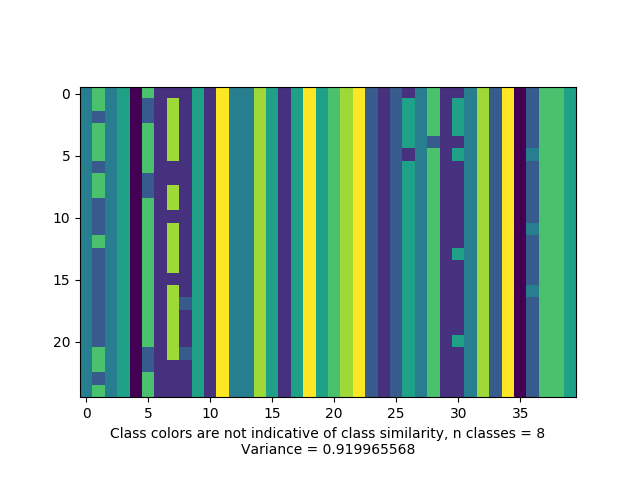 0
5
10
15
20
0 5 10 15 20 25 30 35
Class colors are not indicative of class similarity, n classes = 8
Variance = 0.919965568